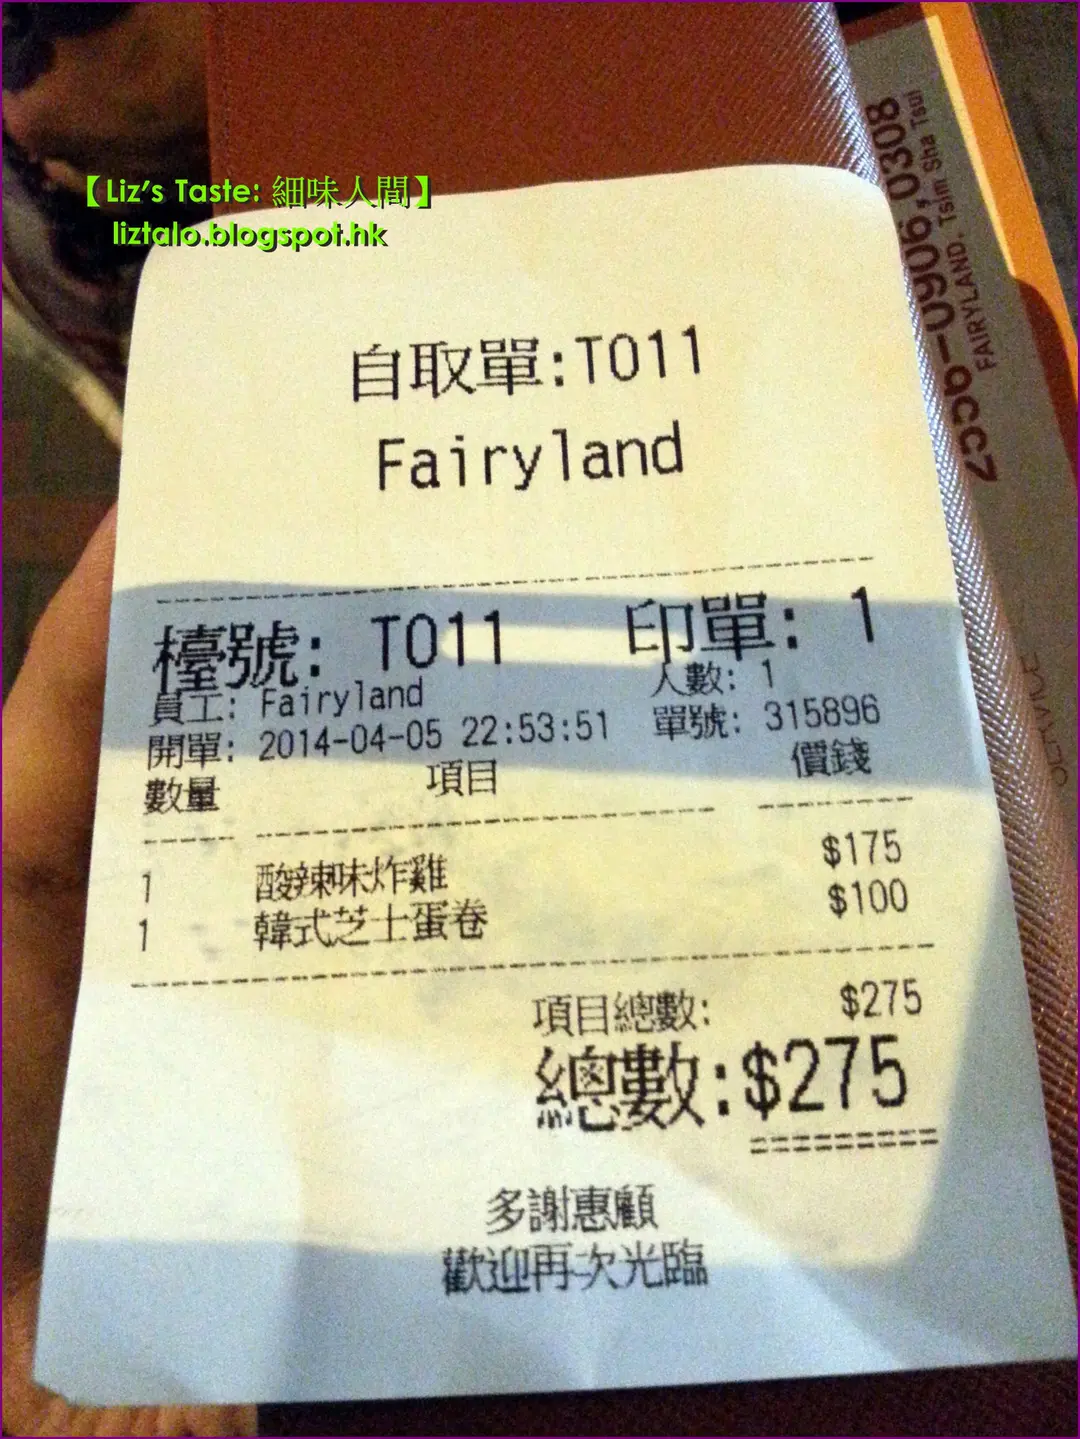 【Liz's Taste: 細味人間】
liztalo.blogspot.hk
自取單:T011
Fairyland
檯號: T011 印單: 1
員工: Fairyland 人數: 1
開單: 2014-04-05 22:53:51 單號: 315896
數量 項目 價錢
1 酸辣味炸雞 $175
1 韓式芝士蛋卷 $100
項目總數: $275
總數:$275
多謝惠顧
歡迎再次光臨
0308
FAIRYLAND, Tsim Sha Tsui